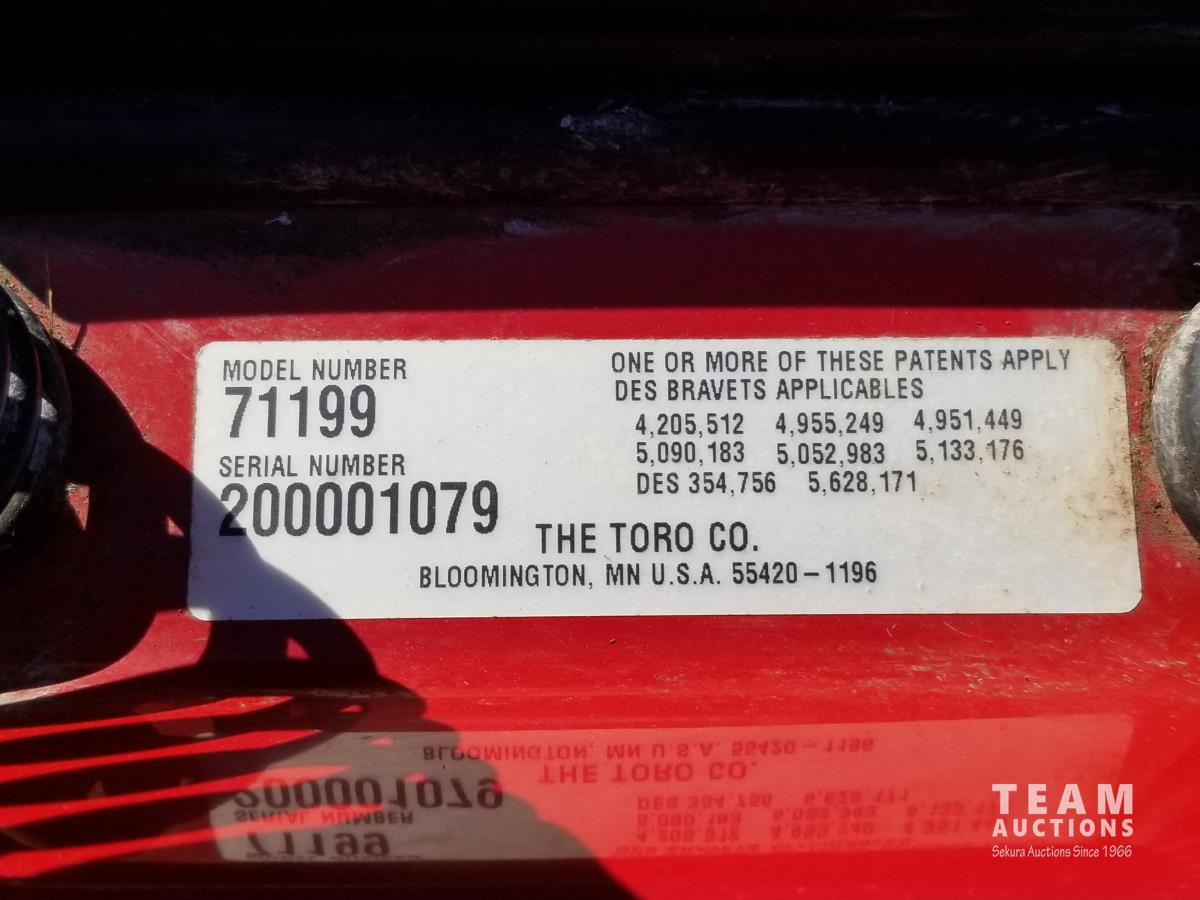 MODEL NUMBER
71199
SERIAL NUMBER
200001079
ONE OR MORE OF THESE PATENTS APPLY
DES BRAVETS APPLICABLES
4,205,512 4,955,249 4,951,449
5,090,183 5,052,983 5,133,176
DES 354,756 5,628,171
THE TORO CO.
BLOOMINGTON, MN U.S.A. 55420-1196
TEAM
AUCTIONS
Sekura Auctions Since 1966